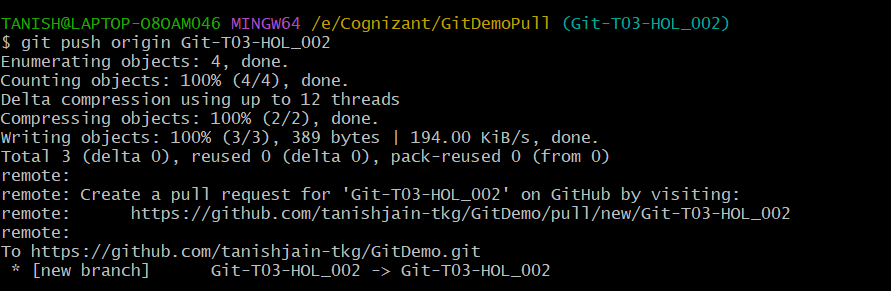 TANISH@LAPTOP-O8OAMO46 MINGW64 /e/Cognizant/GitDemoPull (Git-T03-HOL_002)
$ git push origin Git-T03-HOL_002
Enumerating objects: 4, done.
Counting objects: 100% (4/4), done.
Delta compression using up to 12 threads
Compressing objects: 100% (2/2), done.
Writing objects: 100% (3/3), 389 bytes | 194.00 KiB/s, done.
Total 3 (delta 0), reused 0 (delta 0), pack-reused 0 (from 0)
remote:
remote: Create a pull request for 'Git-T03-HOL_002' on GitHub by visiting:
remote:      https://github.com/tanishjain-tkg/GitDemo/pull/new/Git-T03-HOL_002
remote:
To https://github.com/tanishjain-tkg/GitDemo.git
 * [new branch]      Git-T03-HOL_002 -> Git-T03-HOL_002